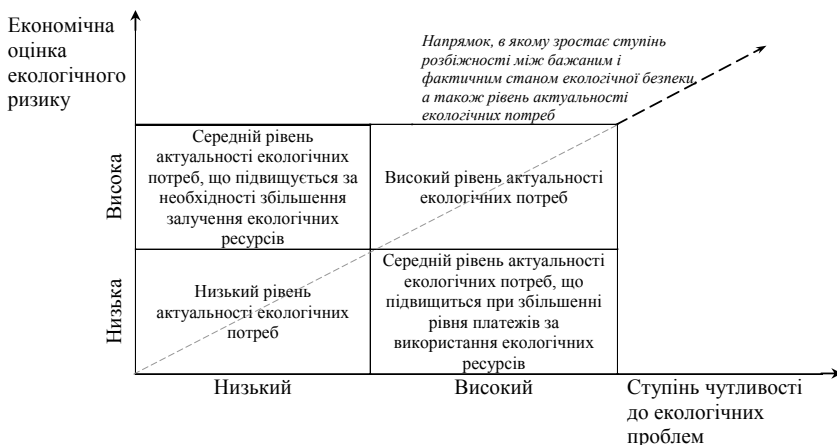 Економічна
оцінка
екологічного
ризику
Напрямок, в якому зростає ступінь
розбіжності між бажаним і
фактичним станом екологічної безпеки
а також рівень актуальності
екологічних потреб
Висока
Середній рівень
актуальності екологічних
потреб, що підвищується за
необхідності збільшення
залучення екологічних
ресурсів
Високий рівень актуальності
екологічних потреб
Низька
Низький рівень
актуальності екологічних
потреб
Середній рівень актуальності
екологічних потреб, що
підвищиться при збільшенні
рівня платежів за
використання екологічних
ресурсів
Низький
Високий
Ступінь чутливості
до екологічних
проблем